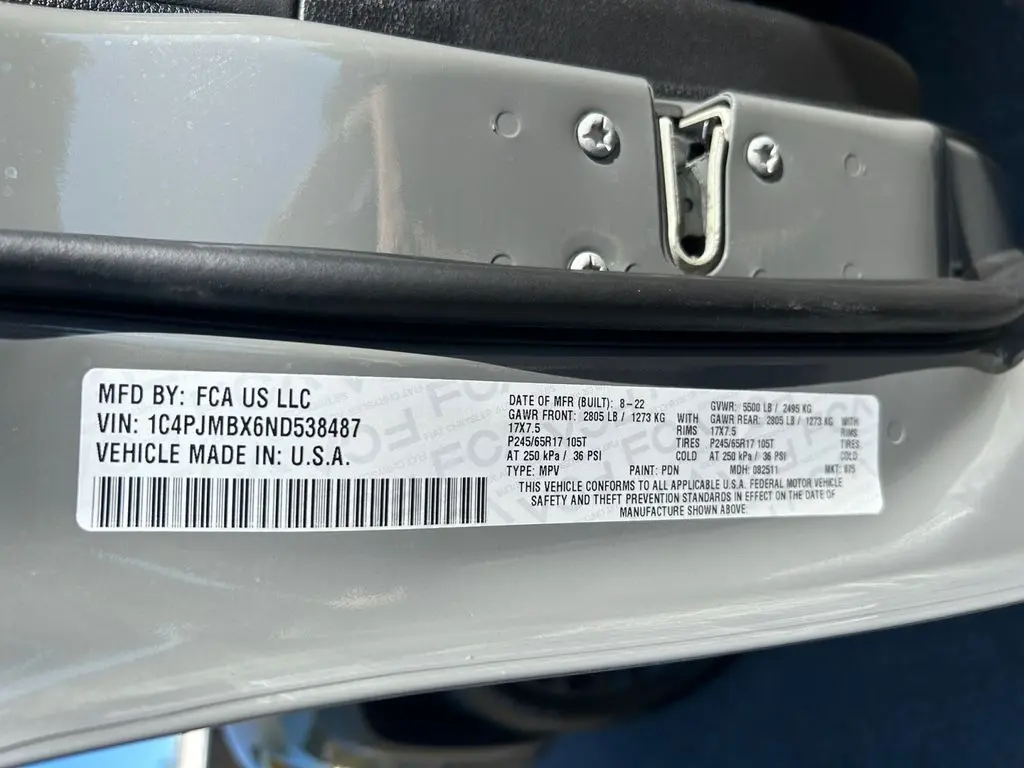 MFD BY: FCA US LLC
VIN: 1C4PJMBX6ND538487
VEHICLE MADE IN: U.S.A.
DATE OF MFR (BUILT): 8-22
GAWR FRONT: 2805 LB / 1273 KG WITH
17X7.5 RIMS
P245/65R17 105T TIRES
AT 250 kPa / 36 PSI COLD
GVWR: 5500 LB / 2495 KG
GAWR REAR: 2805 LB / 1273 KG WITH
17X7.5 RIMS
P245/65R17 105T TIRES
AT 250 kPa / 36 PSI COLD
TYPE: MPV PAINT: PDN MDH: 082511 MKT: 875
THIS VEHICLE CONFORMS TO ALL APPLICABLE U.S.A. FEDERAL MOTOR VEHICLE
SAFETY AND THEFT PREVENTION STANDARDS IN EFFECT ON THE DATE OF
MANUFACTURE SHOWN ABOVE.